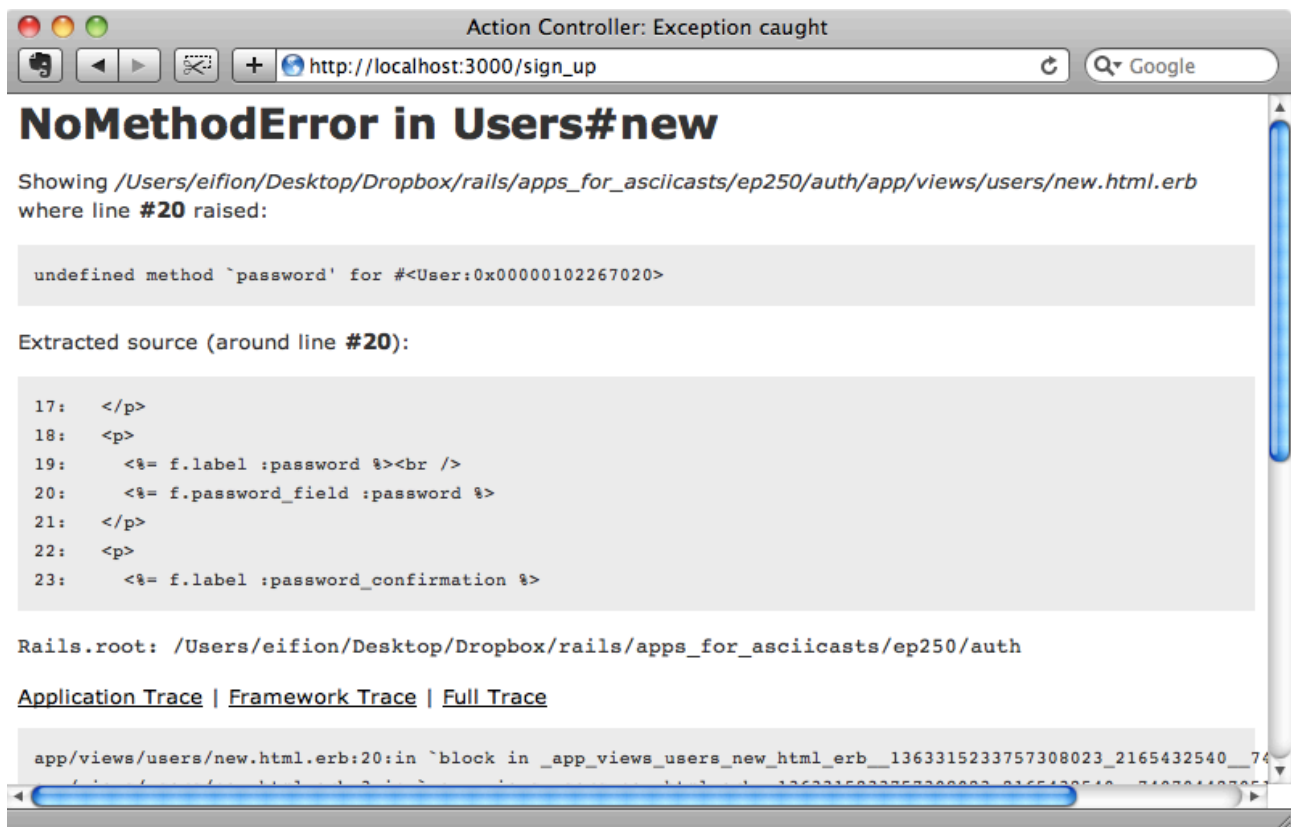 Action Controller: Exception caught
http://localhost:3000/sign_up
Google
NoMethodError in Users#new
Showing /Users/eifion/Desktop/Dropbox/rails/apps_for_asciicasts/ep250/auth/app/views/users/new.html.erb
where line #20 raised:
undefined method `password' for #<User:0x00000102267020>
Extracted source (around line #20):
17:   </p>
18:   <p>
19:     <%= f.label :password %><br />
20:     <%= f.password_field :password %>
21:   </p>
22:   <p>
23:     <%= f.label :password_confirmation %>
Rails.root: /Users/eifion/Desktop/Dropbox/rails/apps_for_asciicasts/ep250/auth
Application Trace | Framework Trace | Full Trace
app/views/users/new.html.erb:20:in `block in _app_views_users_new_html_erb__1363315233757308023_2165432540__74